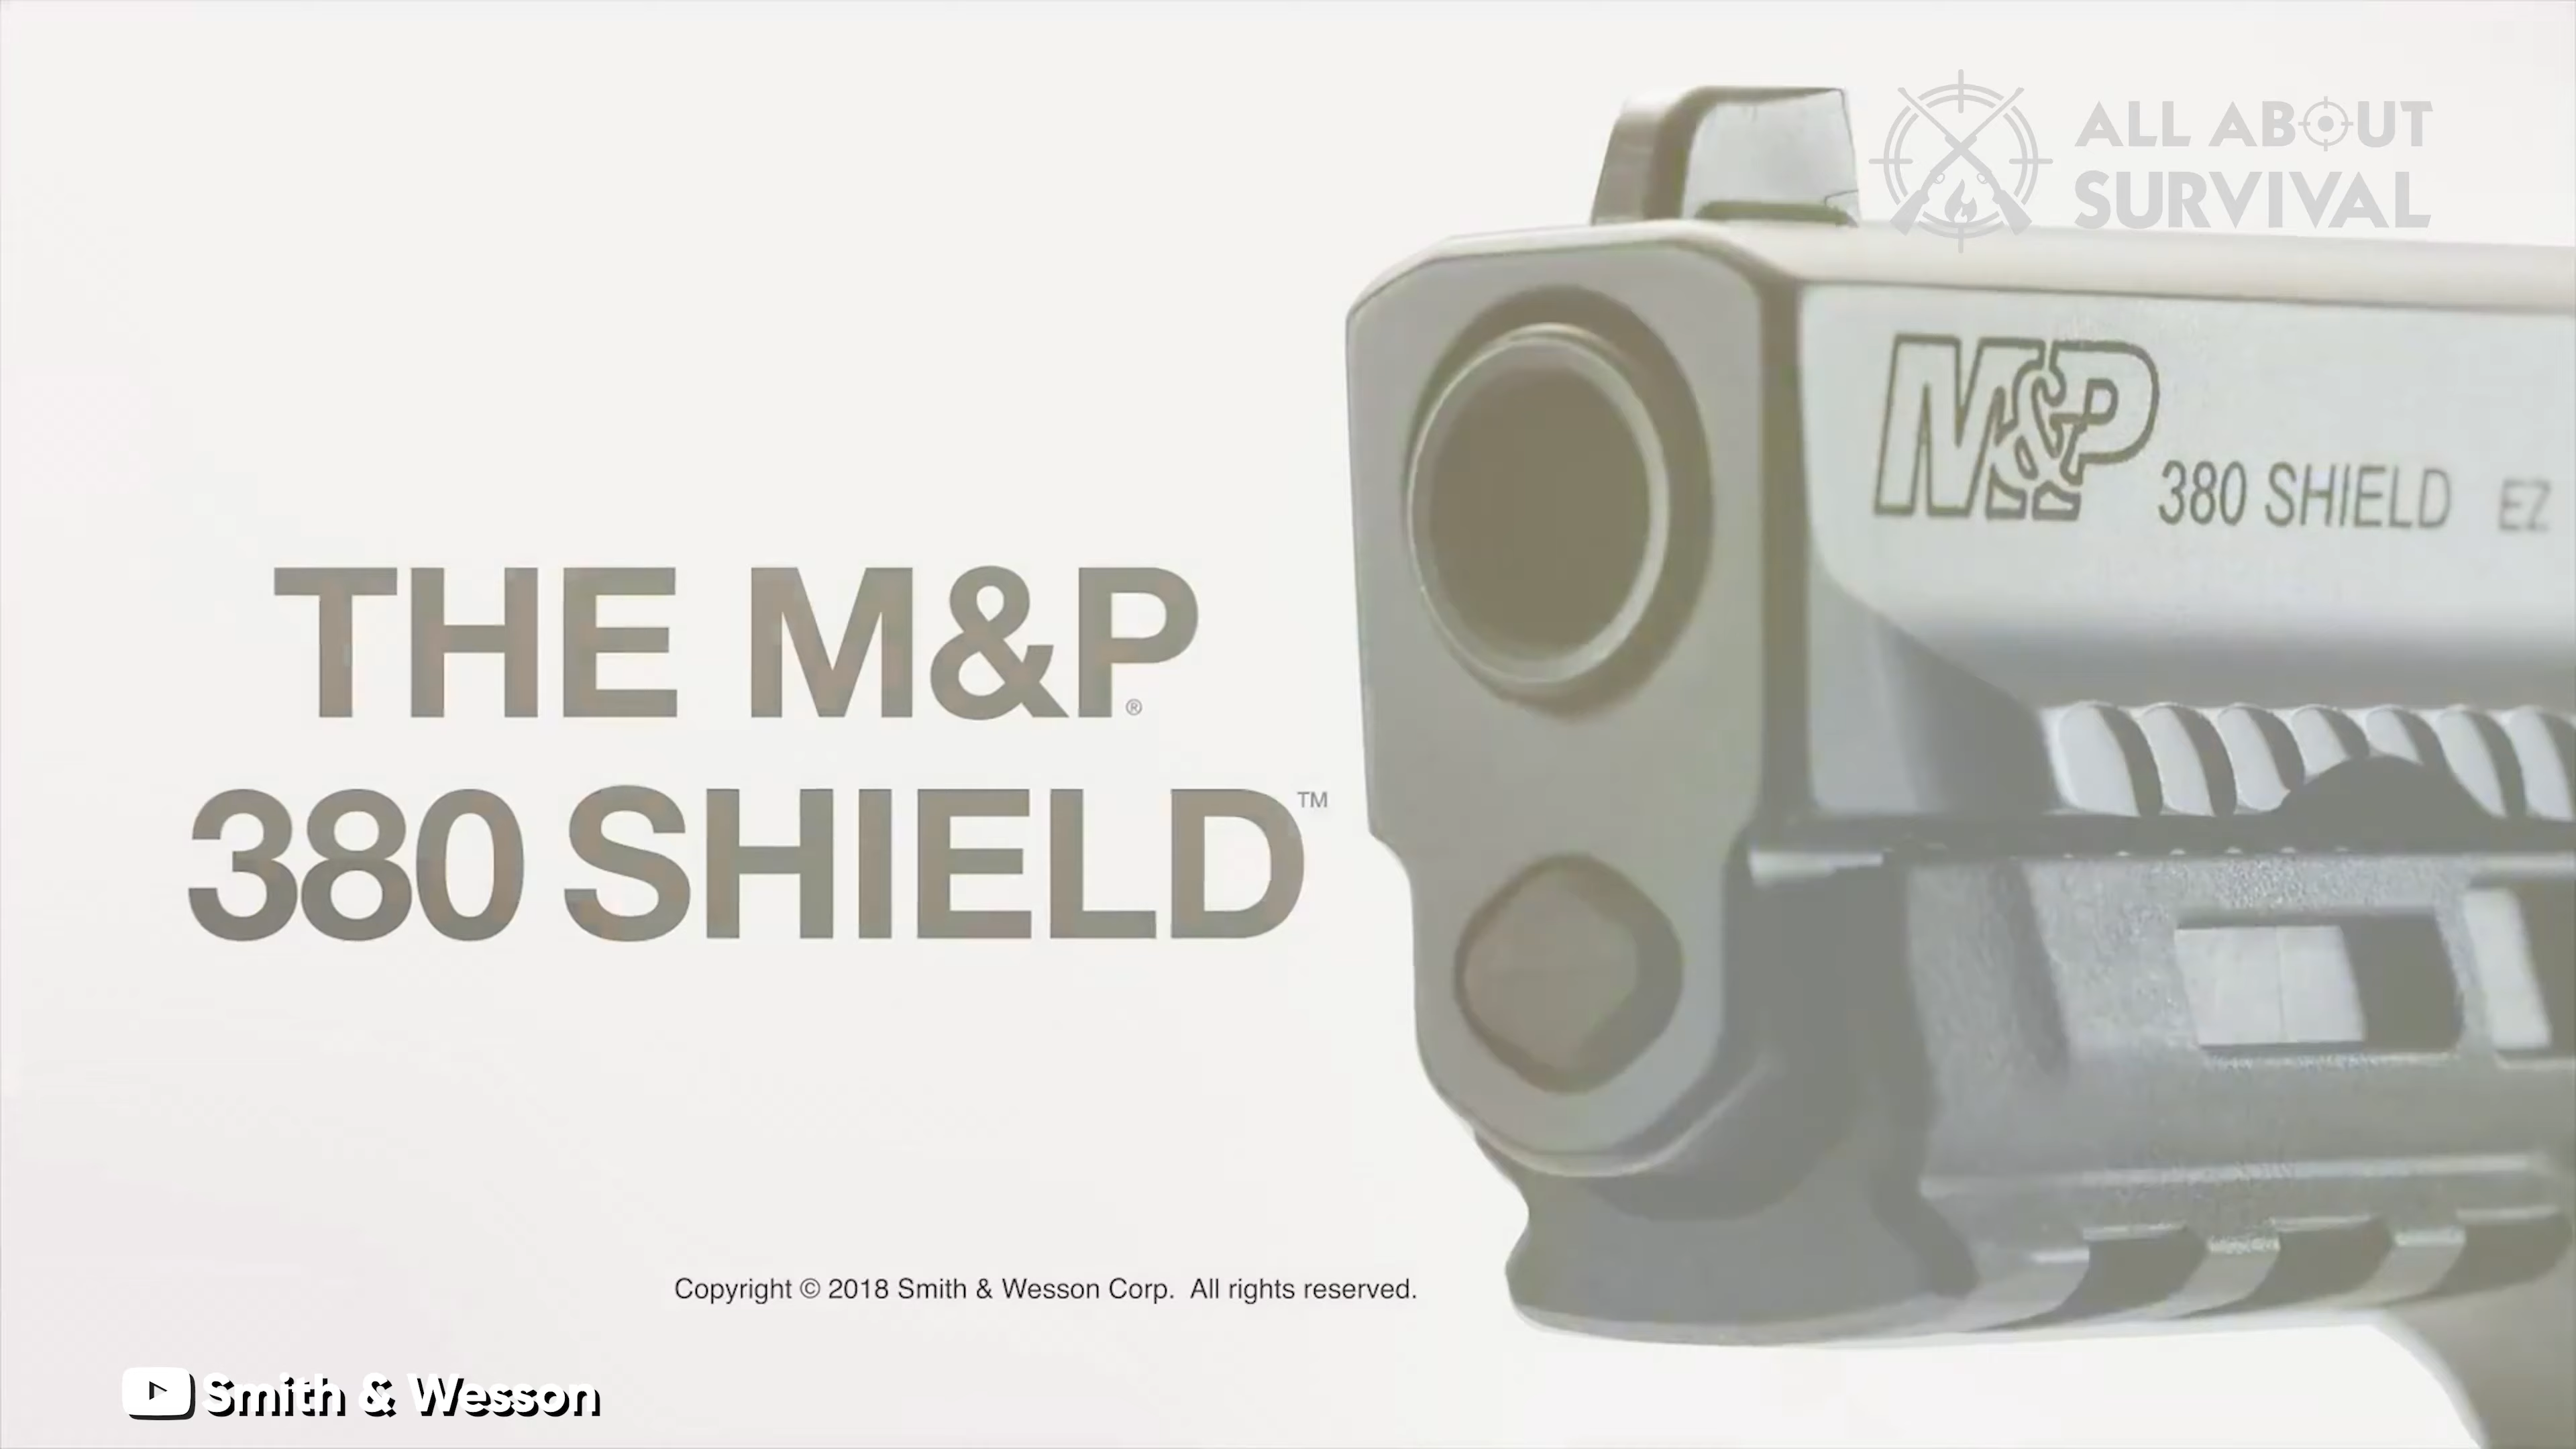 ALL ABOUT
SURVIVAL
M&P 380 SHIELD EZ
THE M&P®
380 SHIELD™
Copyright © 2018 Smith & Wesson Corp. All rights reserved.
Smith & Wesson